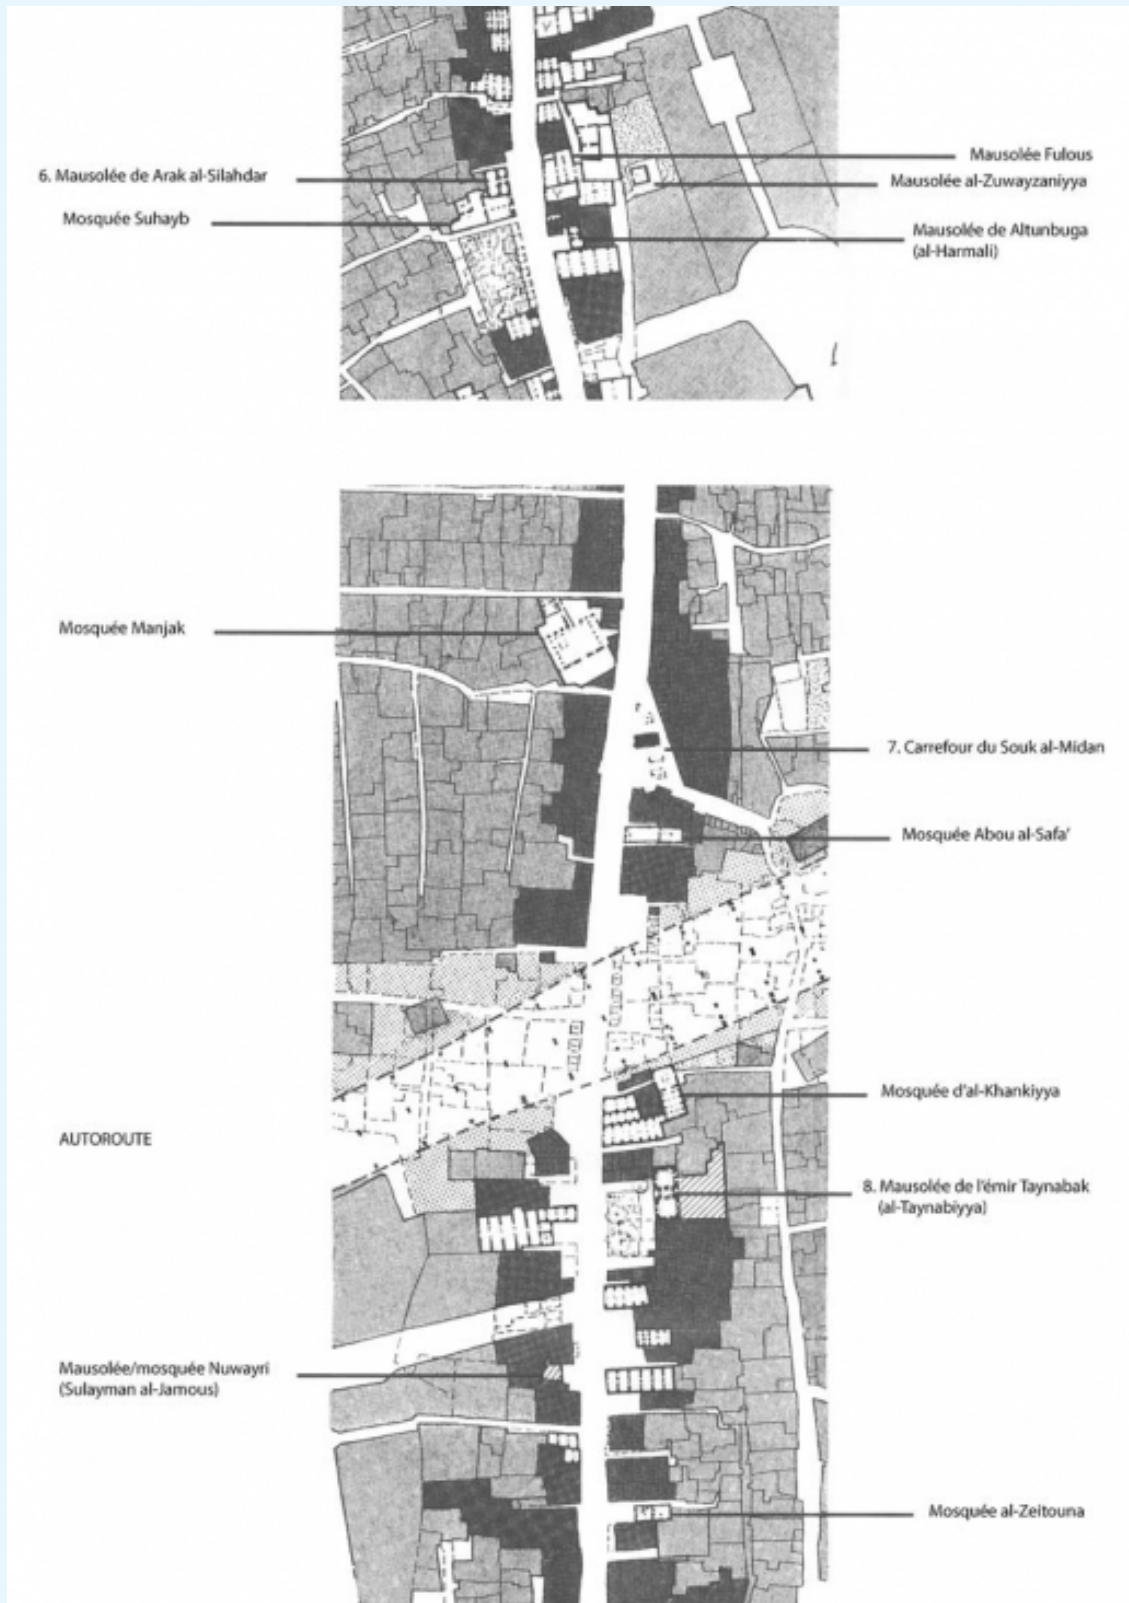 Mausolée Fulous
6. Mausolée de Arak al-Silahdar
Mausolée al-Zuwayzaniyya
Mosquée Suhayb
Mausolée de Altunbuga
(al-Harmali)
Mosquée Manjak
7. Carrefour du Souk al-Midan
Mosquée Abou al-Safa'
Mosquée d'al-Khankiyya
AUTOROUTE
8. Mausolée de l'émir Taynabak
(al-Taynabiyya)
Mausolée/mosquée Nuwayri
(Sulayman al-Jamous)
Mosquée al-Zeitouna